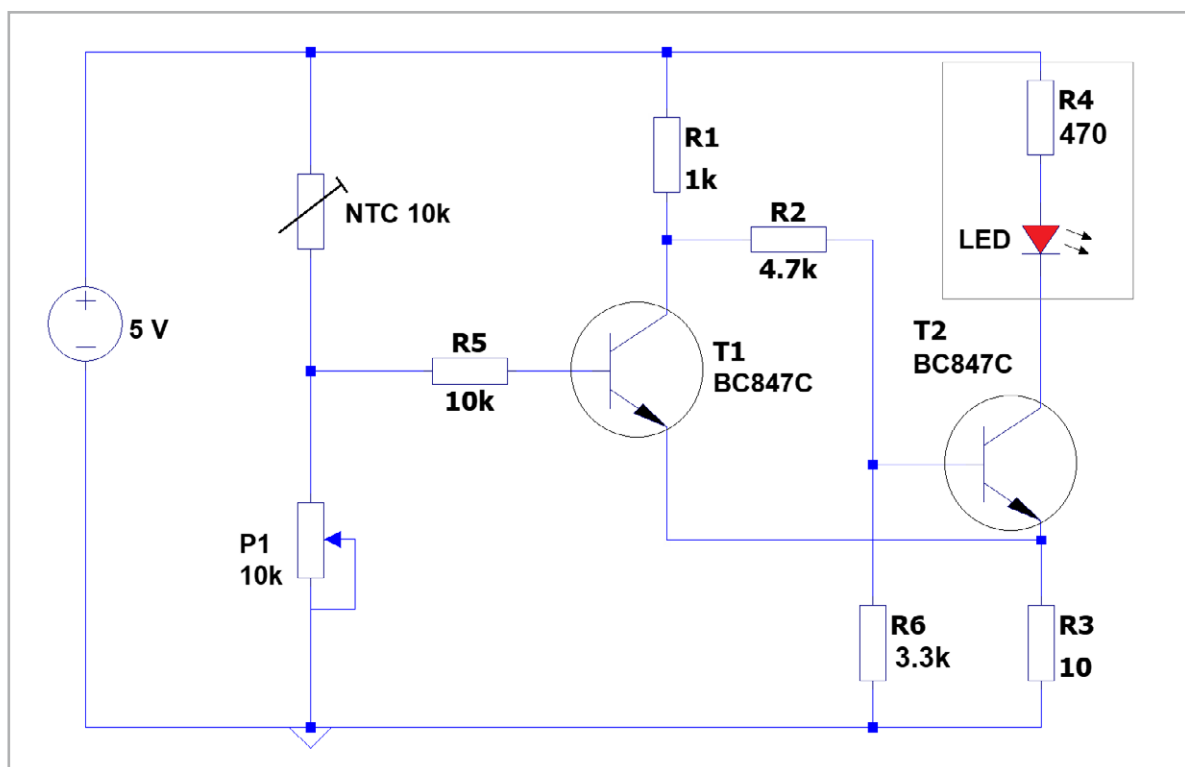 R4
470
R1
1k
NTC 10k
R2
4.7k
LED
5 V
T2
BC847C
R5
10k
T1
BC847C
P1
10k
R6
3.3k
R3
10